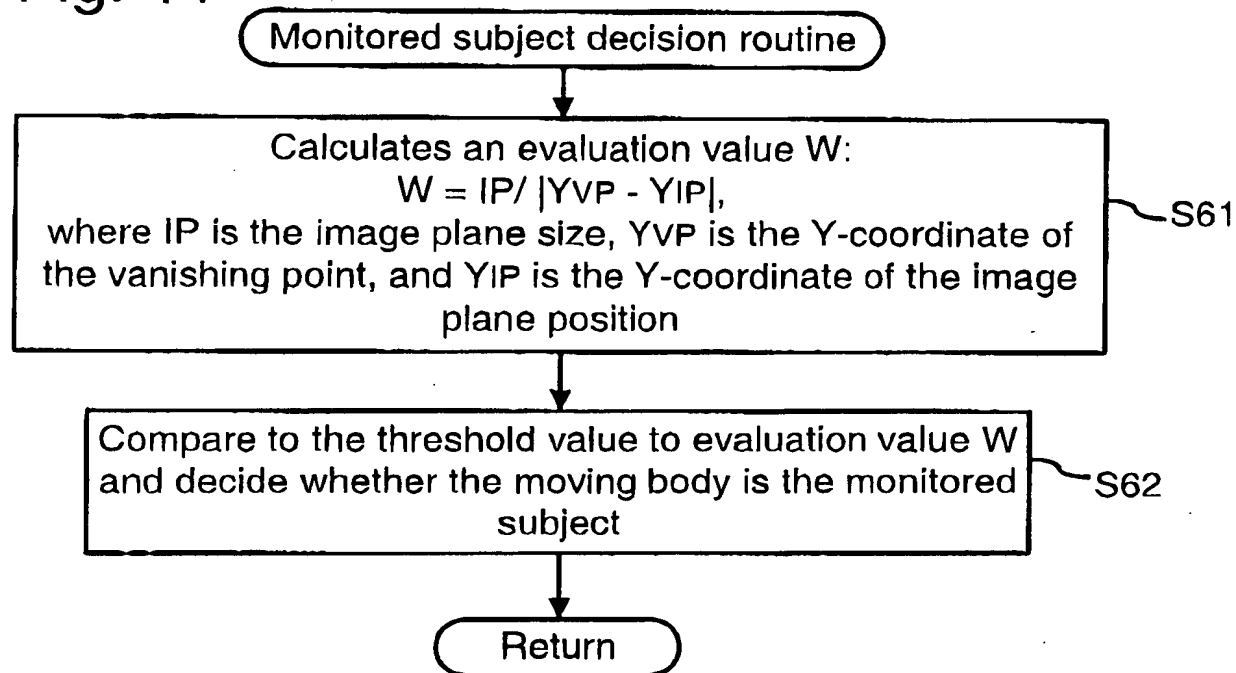 Monitored subject decision routine
Calculates an evaluation value W:
W = IP/ |YVP - YIP|,
where IP is the image plane size, YVP is the Y-coordinate of
the vanishing point, and YIP is the Y-coordinate of the image
plane position
S61
Compare to the threshold value to evaluation value W
and decide whether the moving body is the monitored
subject
S62
Return